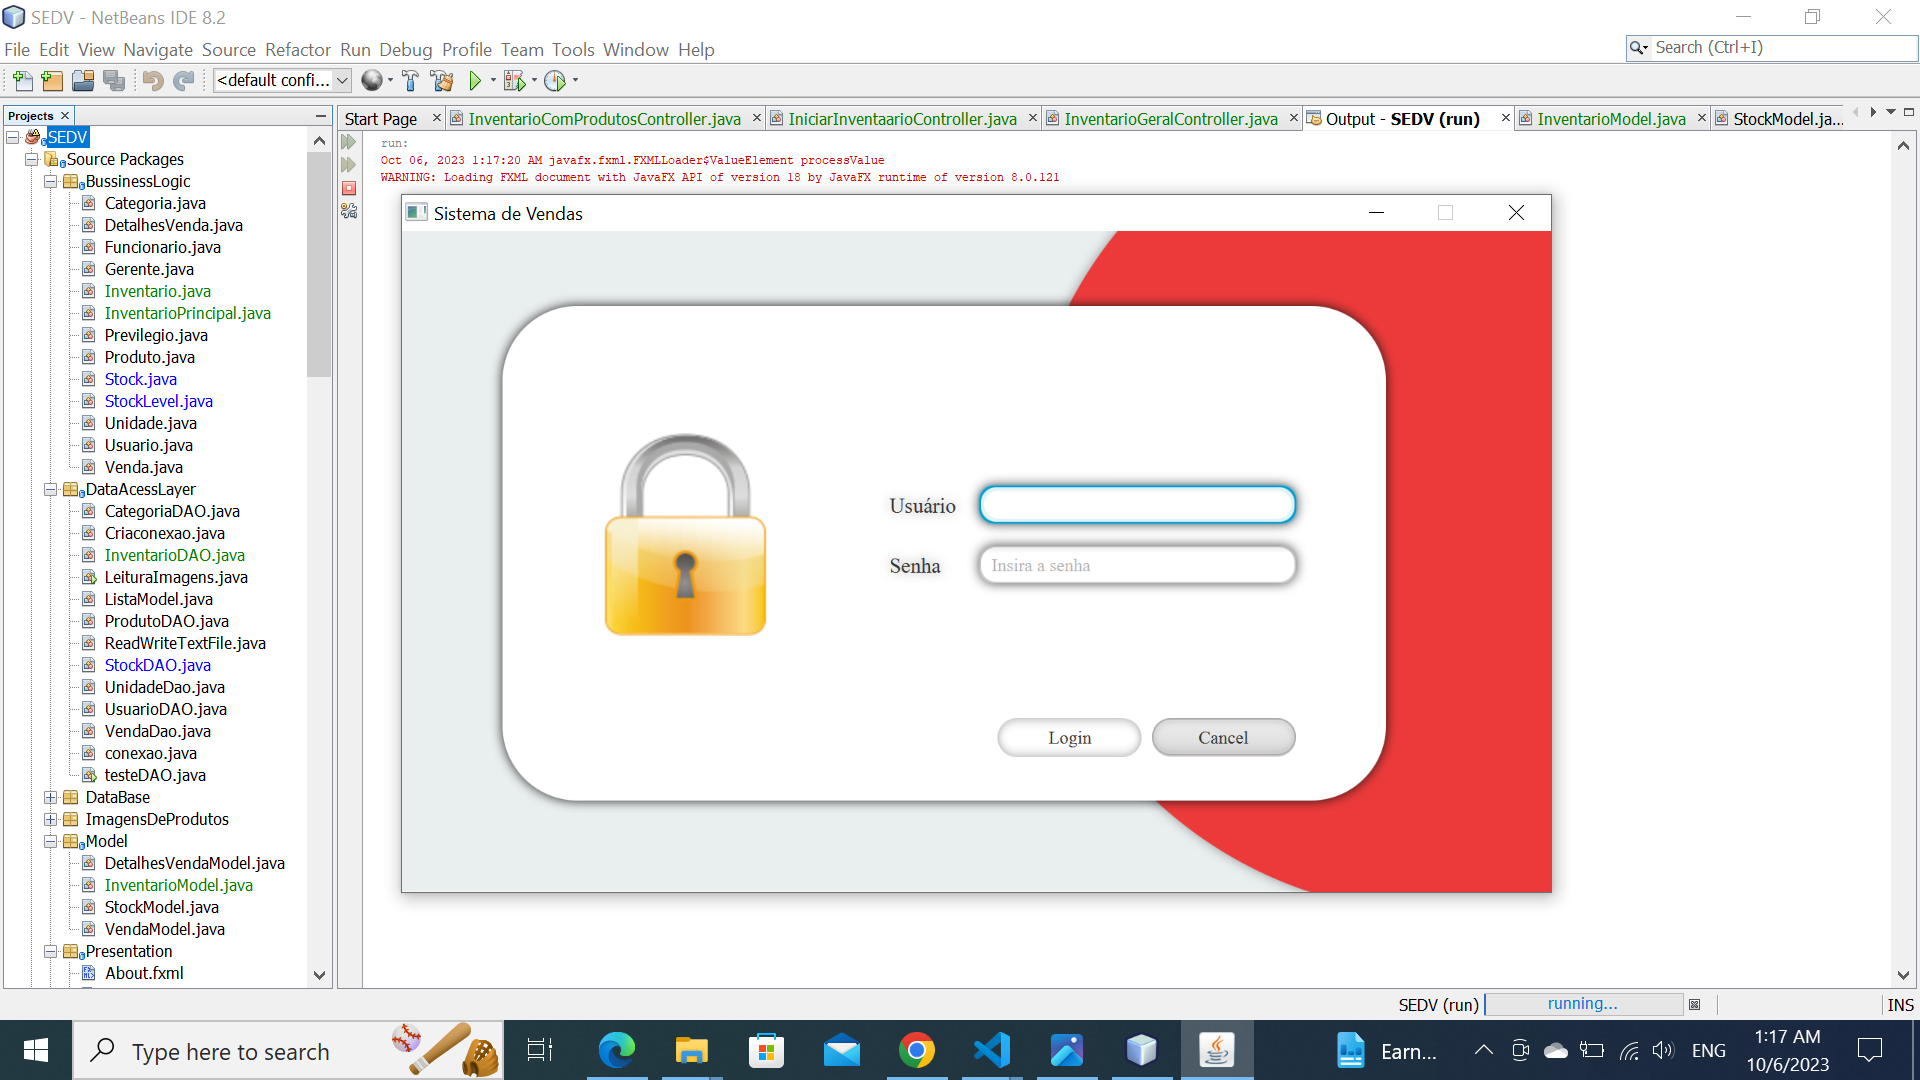 SEDV - NetBeans IDE 8.2
File Edit View Navigate Source Refactor Run Debug Profile Team Tools Window Help
Search (Ctrl+I)
<default confi...
Projects
Start Page
InventarioComProdutosController.java
IniciarInventaarioController.java
InventarioGeralController.java
Output - SEDV (run)
InventarioModel.java
StockModel.ja...
SEDV
Source Packages
BussinessLogic
Categoria.java
DetalhesVenda.java
Funcionario.java
Gerente.java
Inventario.java
InventarioPrincipal.java
Previlegio.java
Produto.java
Stock.java
StockLevel.java
Unidade.java
Usuario.java
Venda.java
DataAcessLayer
CategoriaDAO.java
Criaconexao.java
InventarioDAO.java
LeituraImagens.java
ListaModel.java
ProdutoDAO.java
ReadWriteTextFile.java
StockDAO.java
UnidadeDao.java
UsuarioDAO.java
VendaDao.java
conexao.java
testeDAO.java
DataBase
ImagensDeProdutos
Model
DetalhesVendaModel.java
InventarioModel.java
StockModel.java
VendaModel.java
Presentation
About.fxml
run:
Oct 06, 2023 1:17:20 AM javafx.fxml.FXMLLoader$ValueElement processValue
WARNING: Loading FXML document with JavaFX API of version 18 by JavaFX runtime of version 8.0.121
Sistema de Vendas
Usuário
Senha
Insira a senha
Login
Cancel
SEDV (run)
running...
INS
Type here to search
Earn...
ENG
1:17 AM
10/6/2023